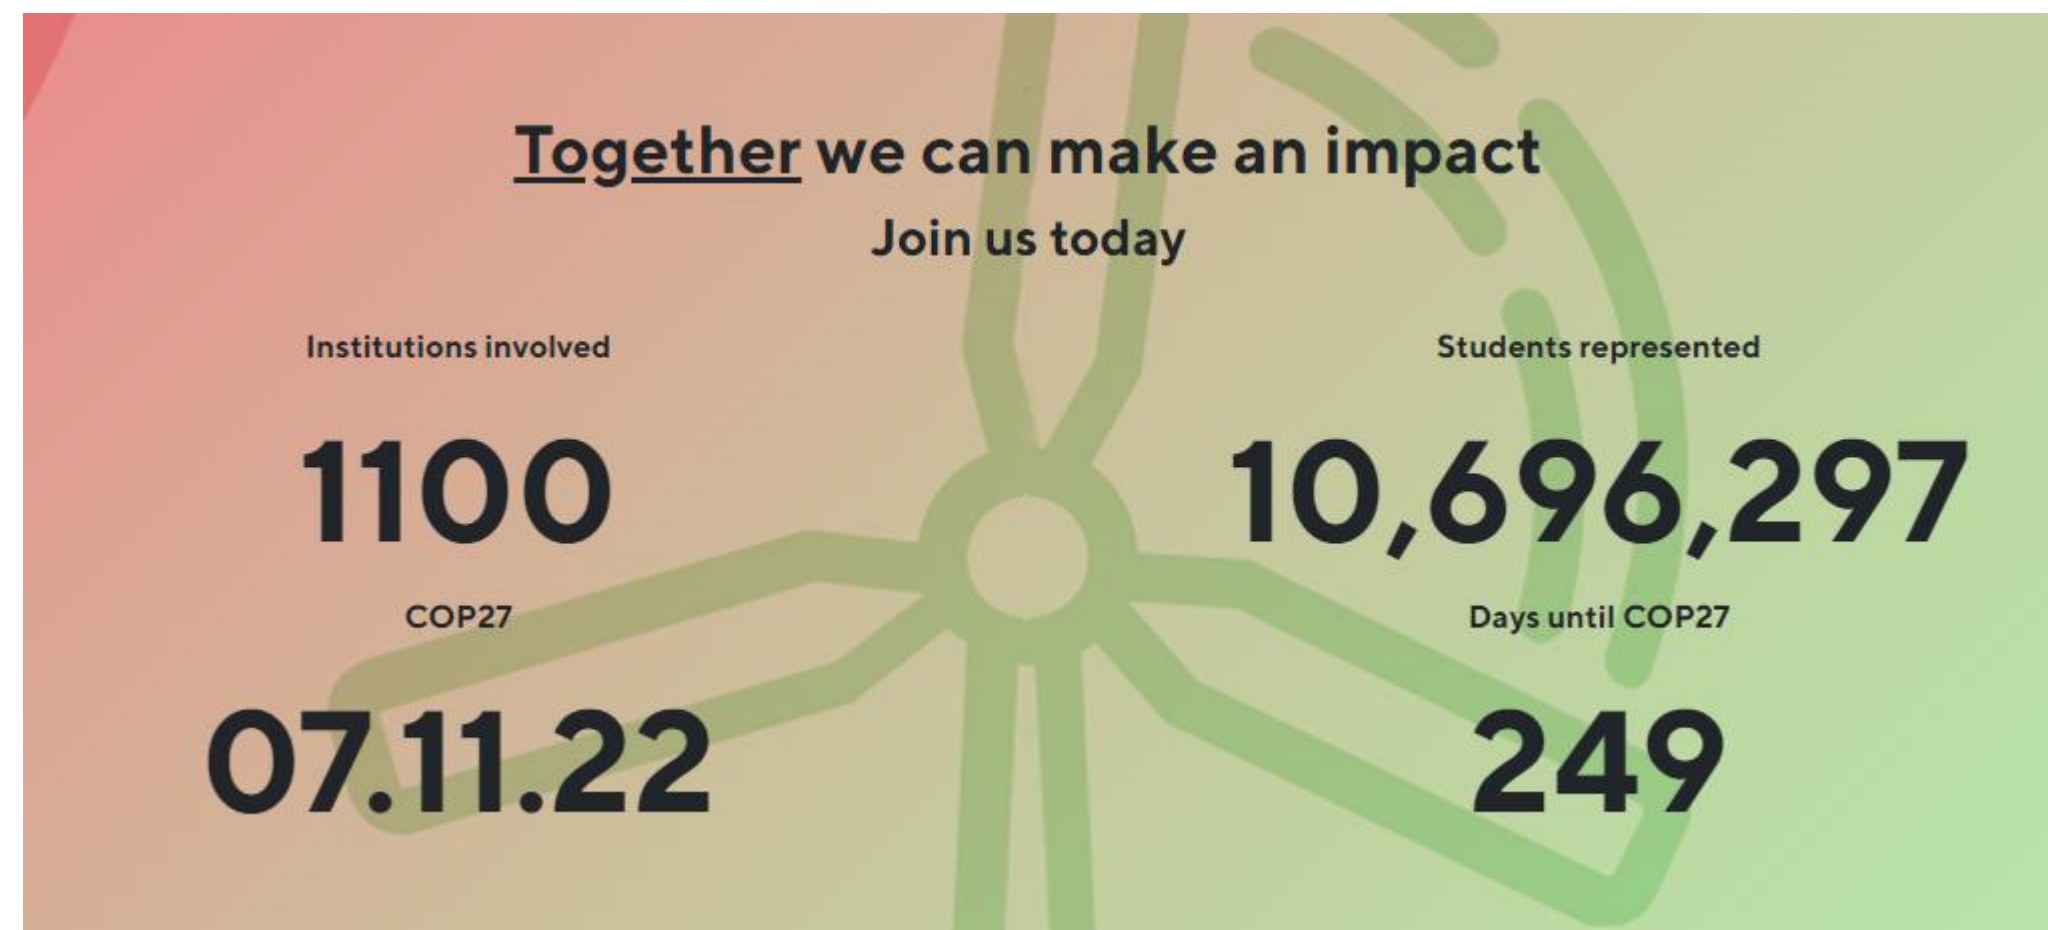 Together we can make an impact
Join us today
Institutions involved
1100
Students represented
10,696,297
COP27
07.11.22
Days until COP27
249